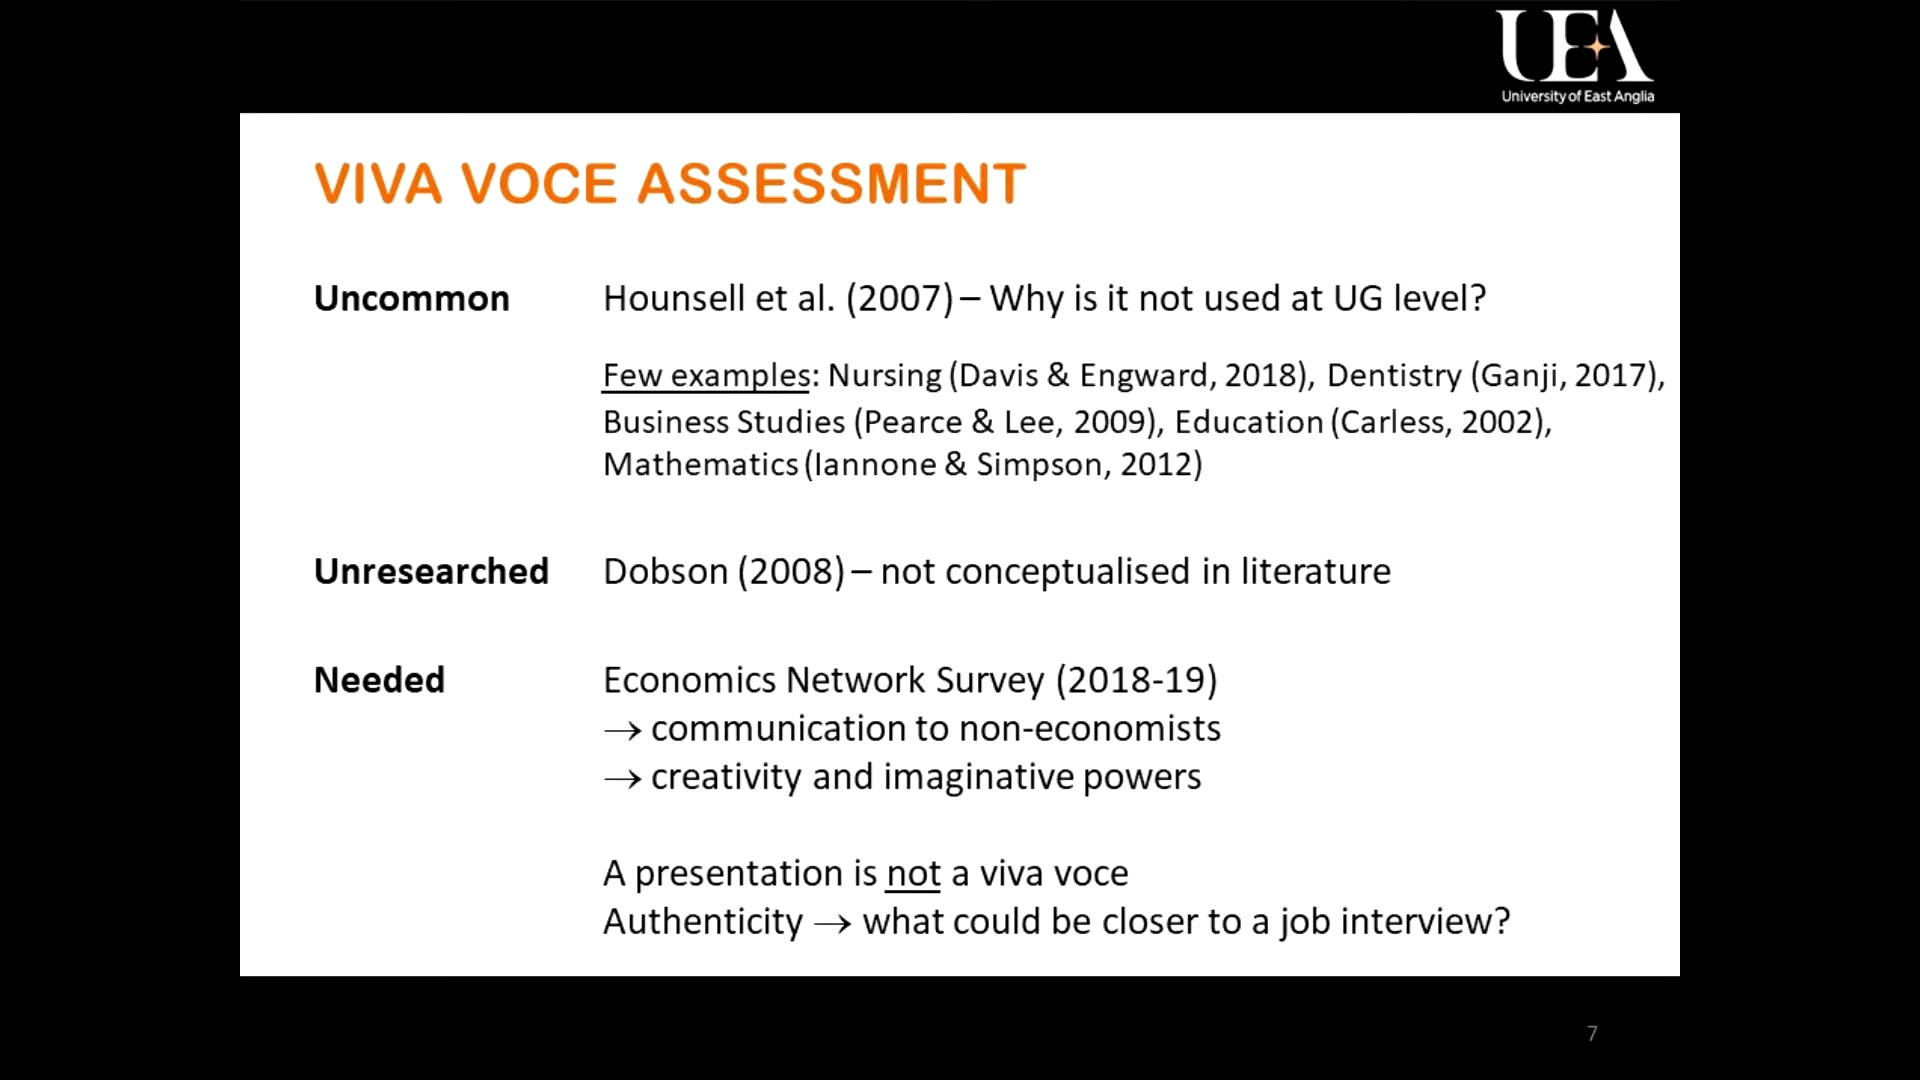 UEA
University of East Anglia
VIVA VOCE ASSESSMENT
Uncommon Hounsell et al. (2007) – Why is it not used at UG level?
Few examples: Nursing (Davis & Engward, 2018), Dentistry (Ganji, 2017),
Business Studies (Pearce & Lee, 2009), Education (Carless, 2002),
Mathematics (Iannone & Simpson, 2012)
Unresearched Dobson (2008) – not conceptualised in literature
Needed Economics Network Survey (2018-19)
→ communication to non-economists
→ creativity and imaginative powers
A presentation is not a viva voce
Authenticity → what could be closer to a job interview?
7